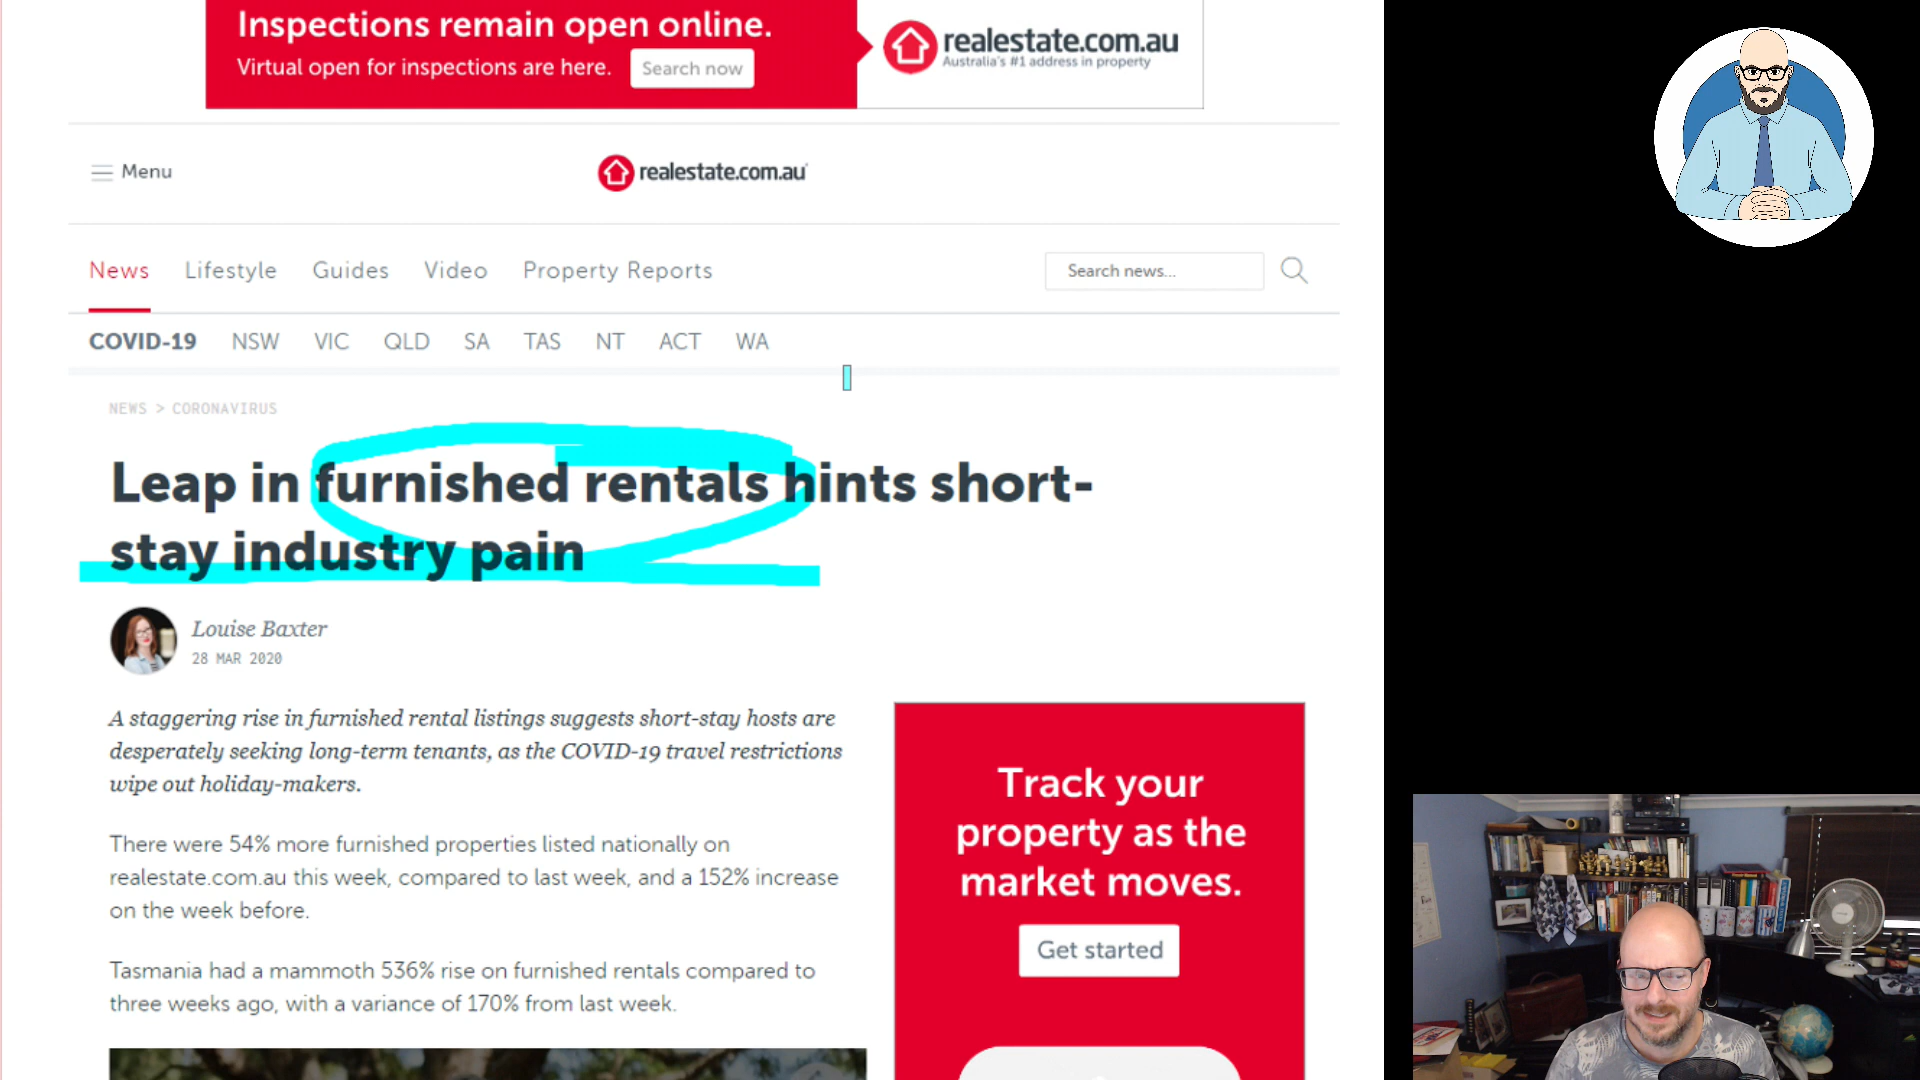 Inspections remain open online.
Virtual open for inspections are here.
Search now
realestate.com.au
Australia's #1 address in property
Menu
realestate.com.au
News Lifestyle Guides Video Property Reports
Search news...
COVID-19 NSW VIC QLD SA TAS NT ACT WA
NEWS > CORONAVIRUS
Leap in furnished rentals hints short-
stay industry pain
Louise Baxter
28 MAR 2020
A staggering rise in furnished rental listings suggests short-stay hosts are
desperately seeking long-term tenants, as the COVID-19 travel restrictions
wipe out holiday-makers.
There were 54% more furnished properties listed nationally on
realestate.com.au this week, compared to last week, and a 152% increase
on the week before.
Tasmania had a mammoth 536% rise on furnished rentals compared to
three weeks ago, with a variance of 170% from last week.
Track your
property as the
market moves.
Get started